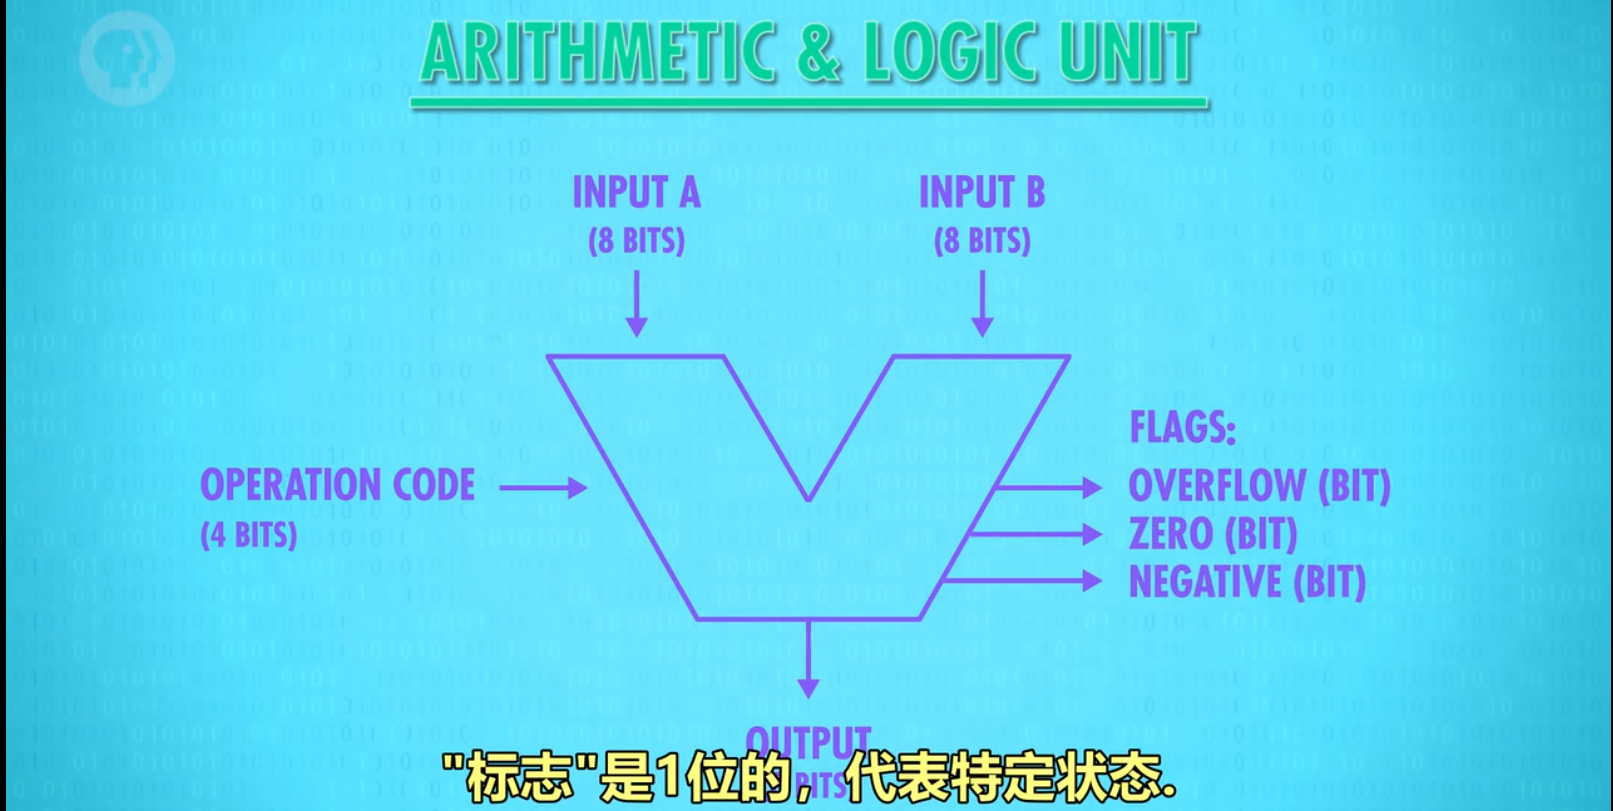 ARITHMETIC & LOGIC UNIT
INPUT A
(8 BITS)
INPUT B
(8 BITS)
OPERATION CODE
(4 BITS)
FLAGS:
OVERFLOW (BIT)
ZERO (BIT)
NEGATIVE (BIT)
OUTPUT
BITS
"标志"是1位的，代表特定状态.